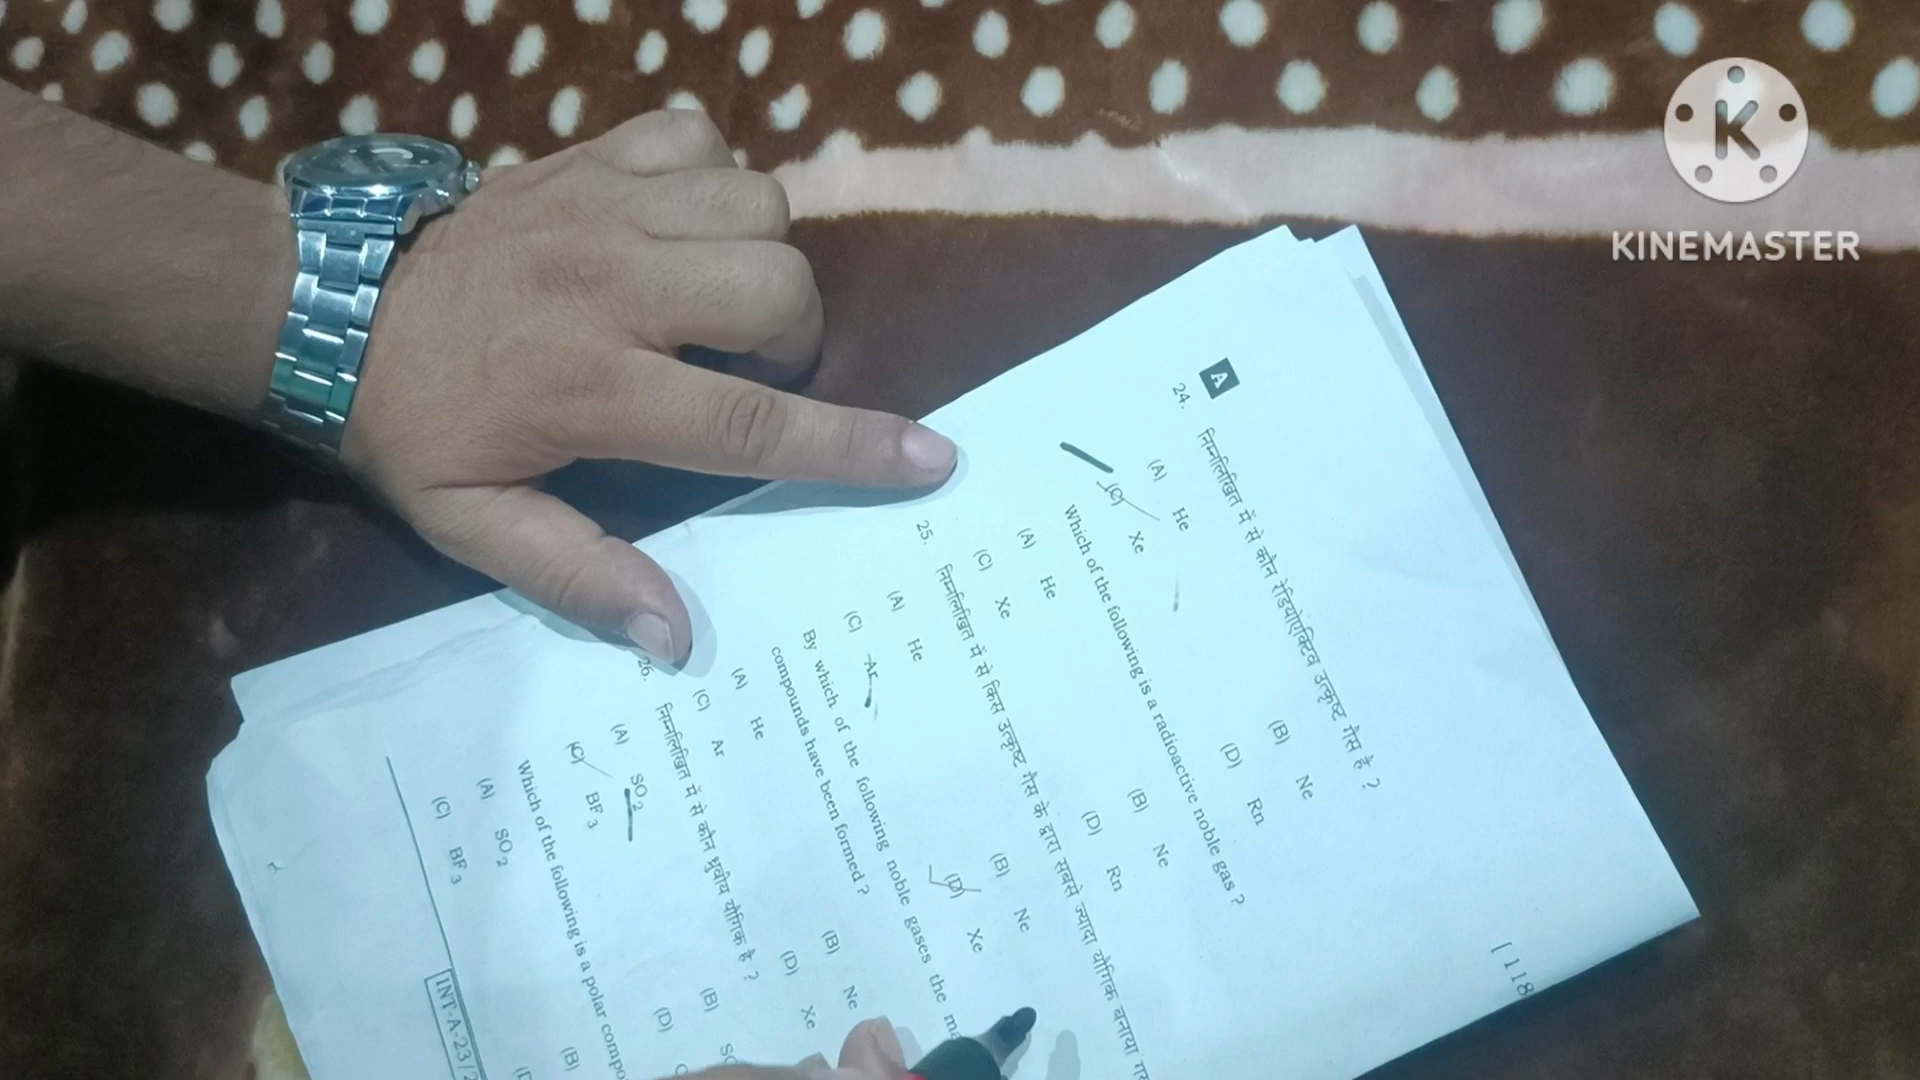 KINEMASTER
A
[ 118
24. निम्नलिखित में से कौन रेडियोएक्टिव उत्कृष्ट गैस है ?
(A) He (B) Ne
(C) Xe (D) Rn
Which of the following is a radioactive noble gas ?
(A) He (B) Ne
(C) Xe (D) Rn
25. निम्नलिखित में से किस उत्कृष्ट गैस के द्वारा सबसे ज्यादा यौगिक बनाया
(A) He (B) Ne
(C) Ar (D) Xe
By which of the following noble gases the
compounds have been formed ?
(A) He (B) Ne
(C) Ar (D) Xe
26. निम्नलिखित में से कौन ध्रुवीय यौगिक है ?
(A) SO2 (B)
(C) BF3 (D)
Which of the following is a polar
(A) SO2 (B)
(C) BF3
INT-A-23/